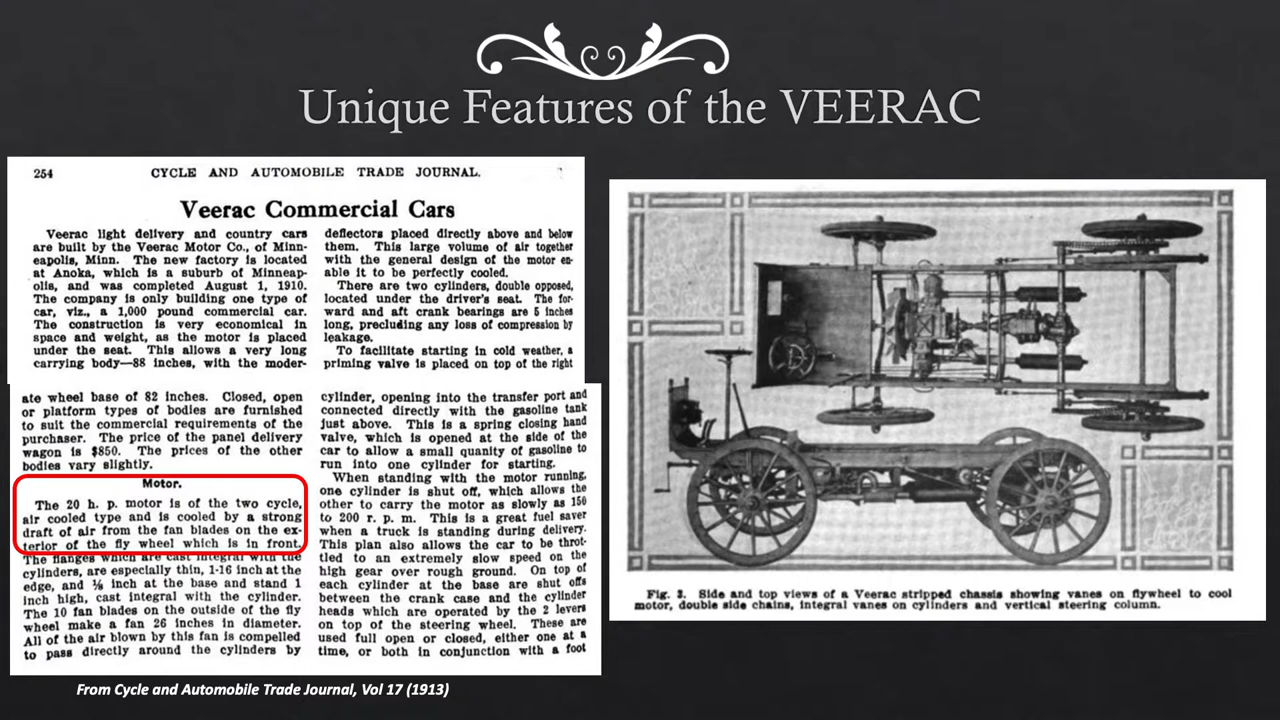 Unique Features of the VEERAC
254 CYCLE AND AUTOMOBILE TRADE JOURNAL.
Veerac Commercial Cars
Veerac light delivery and country cars
are built by the Veerac Motor Co., of Minn-
eapolis, Minn. The new factory is located
at Anoka, which is a suburb of Minneap-
olis, and was completed August 1, 1910.
The company is only building one type of
car, viz., a 1,000 pound commercial car.
The construction is very economical in
space and weight, as the motor is placed
under the seat. This allows a very long
carrying body—88 inches, with the moder-
ate wheel base of 82 inches. Closed, open
or platform types of bodies are furnished
to suit the commercial requirements of the
purchaser. The price of the panel delivery
wagon is $850. The prices of the other
bodies vary slightly.
Motor.
The 20 h. p. motor is of the two cycle,
air cooled type and is cooled by a strong
draft of air from the fan blades on the ex-
terior of the fly wheel which is in front.
The flanges which are cast integral with the
cylinders, are especially thin, 1-16 inch at the
edge, and ⅛ inch at the base and stand 1
inch high, cast integral with the cylinder.
The 10 fan blades on the outside of the fly
wheel make a fan 26 inches in diameter.
All of the air blown by this fan is compelled
to pass directly around the cylinders by
deflectors placed directly above and below
them. This large volume of air together
with the general design of the motor en-
able it to be perfectly cooled.
There are two cylinders, double opposed,
located under the driver's seat. The for-
ward and aft crank bearings are 5 inches
long, precluding any loss of compression by
leakage.
To facilitate starting in cold weather, a
priming valve is placed on top of the right
cylinder, opening into the transfer port and
connected directly with the gasoline tank
just above. This is a spring closing hand
valve, which is opened at the side of the
car to allow a small quanity of gasoline to
run into one cylinder for starting.
When standing with the motor running,
one cylinder is shut off, which allows the
other to carry the motor as slowly as 150
to 200 r. p. m. This is a great fuel saver
when a truck is standing during delivery.
This plan also allows the car to be throt-
tled to an extremely slow speed on the
high gear over rough ground. On top of
each cylinder at the base are shut offs
between the crank case and the cylinder
heads which are operated by the 2 levers
on top of the steering wheel. These are
used full open or closed, either one at a
time, or both in conjunction with a foot
Fig. 3. Side and top views of a Veerac stripped chassis showing vanes on flywheel to cool
motor, double side chains, integral vanes on cylinders and vertical steering column.
From Cycle and Automobile Trade Journal, Vol 17 (1913)